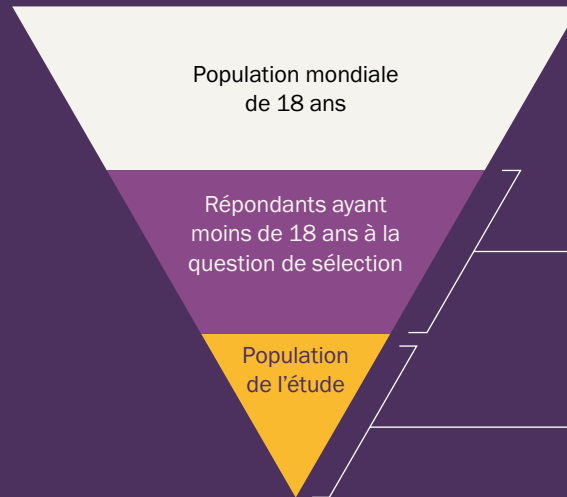 Population mondiale
de 18 ans
Répondants ayant
moins de 18 ans à la
question de sélection
Population
de l'étude